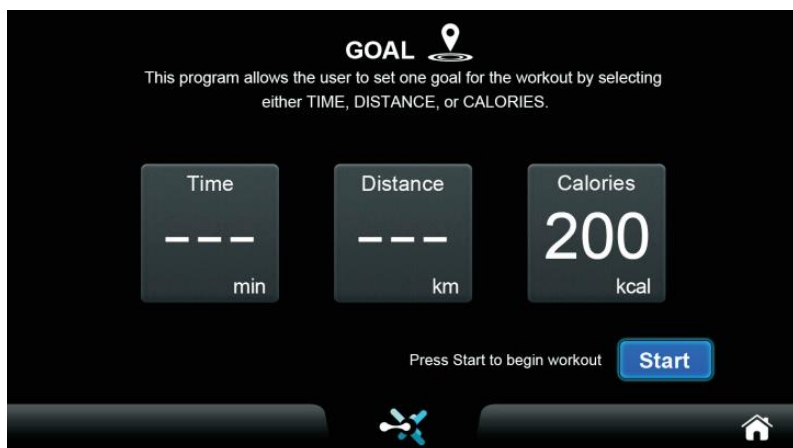 GOAL
This program allows the user to set one goal for the workout by selecting
either TIME, DISTANCE, or CALORIES.
Time
---
min
Distance
---
km
Calories
200
kcal
Press Start to begin workout
Start